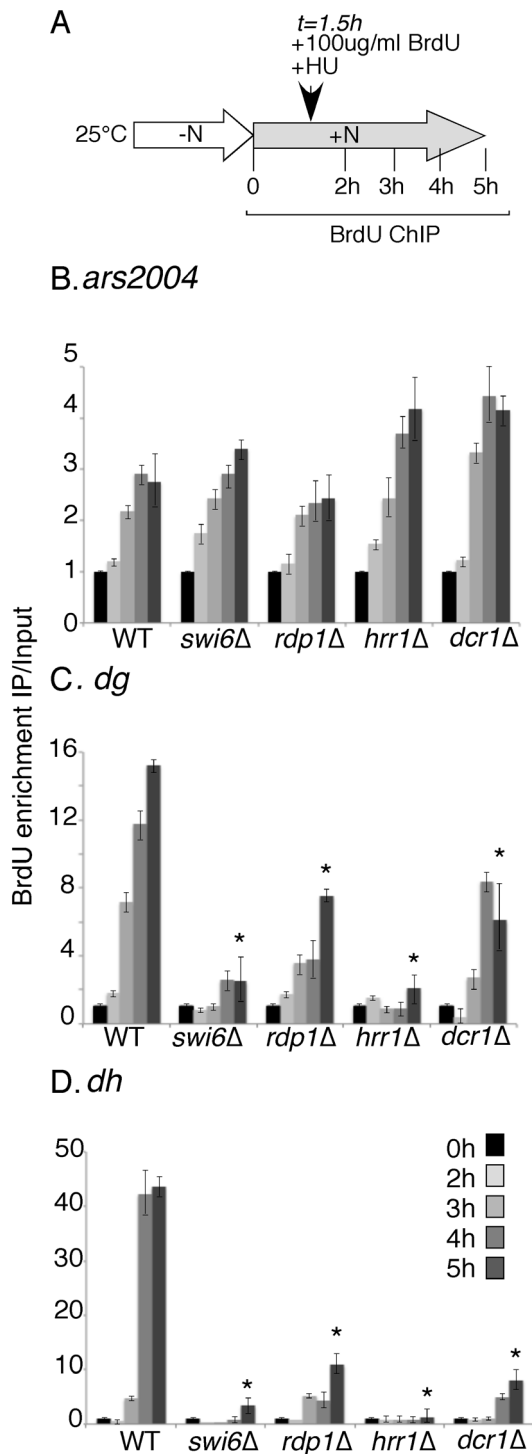 A
t=1.5h
+100ug/ml BrdU
+HU
25°C
-N
+N
0 2h 3h 4h 5h
BrdU ChIP
B. ars2004
BrdU enrichment IP/Input
5
4
3
2
1
0
WT swi6Δ rdp1Δ hrr1Δ dcr1Δ
C. dg
16
12
8
4
0
* * * *
WT swi6Δ rdp1Δ hrr1Δ dcr1Δ
D. dh
50
40
30
20
10
0
0h
2h
3h
4h
5h
* * * *
WT swi6Δ rdp1Δ hrr1Δ dcr1Δ